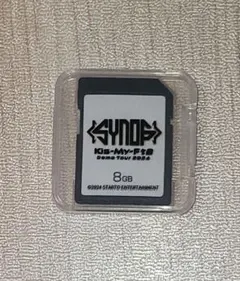 SYNOPSIS
Kis-My-Ft2
Dome Tour 2024
8GB
©2024 STARTO ENTERTAINMENT